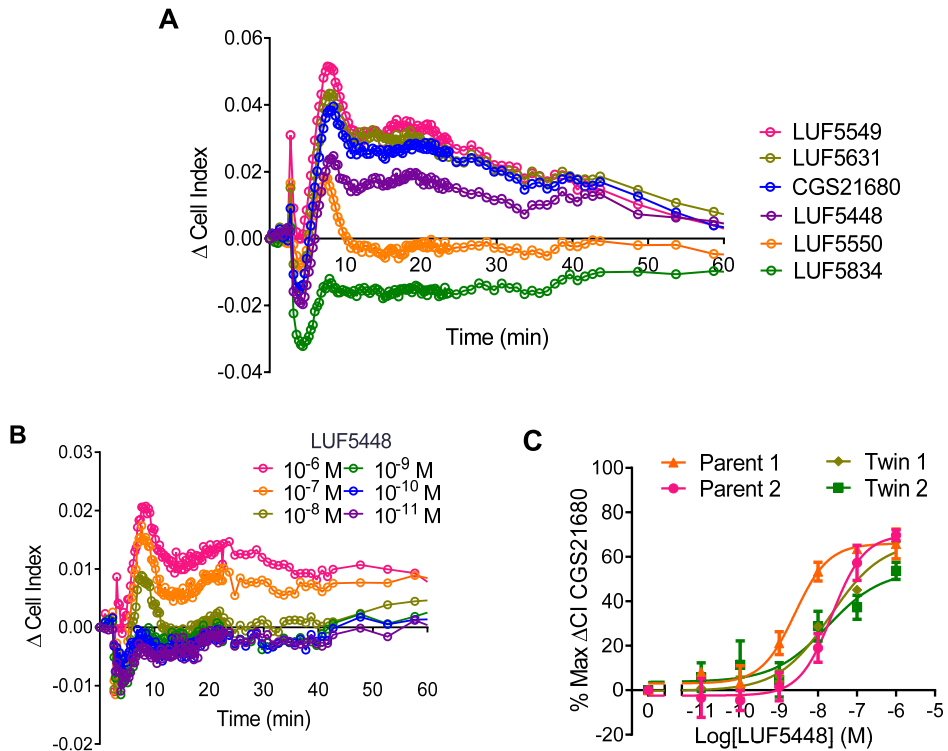 A
0.06
0.04
0.02
0.00
-0.02
-0.04
Δ Cell Index
10 20 30 40 50 60
Time (min)
LUF5549
LUF5631
CGS21680
LUF5448
LUF5550
LUF5834
B
LUF5448
10⁻⁶ M 10⁻⁹ M
10⁻⁷ M 10⁻¹⁰ M
10⁻⁸ M 10⁻¹¹ M
0.03
0.02
0.01
0.00
-0.01
-0.02
Δ Cell Index
10 20 30 40 50 60
Time (min)
C
Parent 1 Twin 1
Parent 2 Twin 2
100
80
60
40
20
0
% Max ΔCI CGS21680
0 -11 -10 -9 -8 -7 -6 -5
Log[LUF5448] (M)